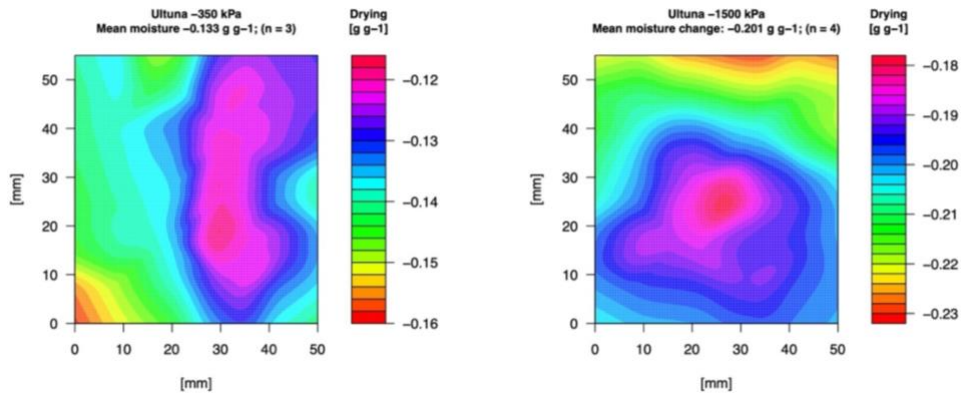 Ultuna –350 kPa
Mean moisture –0.133 g g–1; (n = 3)
Drying
[g g–1]
50
40
30
20
10
0
[mm]
0 10 20 30 40 50
[mm]
–0.12
–0.13
–0.14
–0.15
–0.16
Ultuna –1500 kPa
Mean moisture change: –0.201 g g–1; (n = 4)
Drying
[g g–1]
50
40
30
20
10
0
[mm]
0 10 20 30 40 50
[mm]
–0.18
–0.19
–0.20
–0.21
–0.22
–0.23